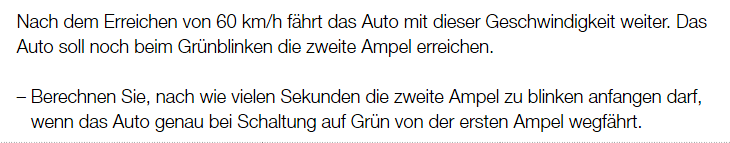 Nach dem Erreichen von 60 km/h fährt das Auto mit dieser Geschwindigkeit weiter. Das
Auto soll noch beim Grünblinken die zweite Ampel erreichen.
– Berechnen Sie, nach wie vielen Sekunden die zweite Ampel zu blinken anfangen darf,
wenn das Auto genau bei Schaltung auf Grün von der ersten Ampel wegfährt.